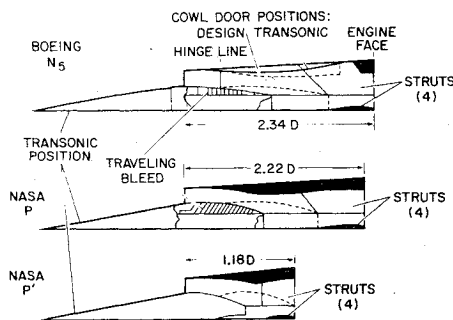 COWL DOOR POSITIONS:
DESIGN TRANSONIC
ENGINE
FACE
BOEING
N5
HINGE LINE
STRUTS
(4)
2.34 D
TRANSONIC
POSITION
TRAVELING
BLEED
2.22 D
NASA
P
STRUTS
(4)
1.18D
NASA
P'
STRUTS
(4)